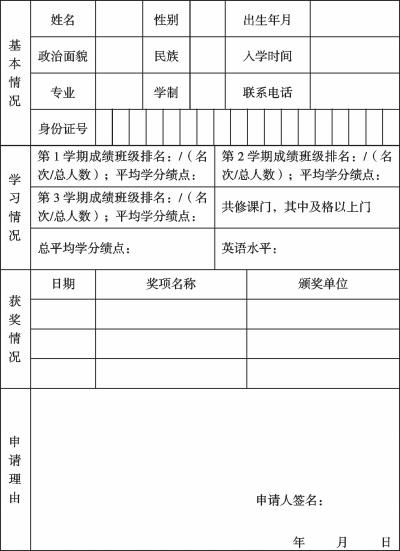 基本情况
姓名 性别 出生年月
政治面貌 民族 入学时间
专业 学制 联系电话
身份证号
学习情况
第 1 学期成绩班级排名：/（名
次/总人数）；平均学分绩点：
第 2 学期成绩班级排名：/（名
次/总人数）；平均学分绩点：
第 3 学期成绩班级排名：/（名
次/总人数）；平均学分绩点：
共修课门，其中及格以上门
总平均学分绩点：
英语水平：
获奖情况
日期 奖项名称 颁奖单位
申请理由
申请人签名：
年 月 日